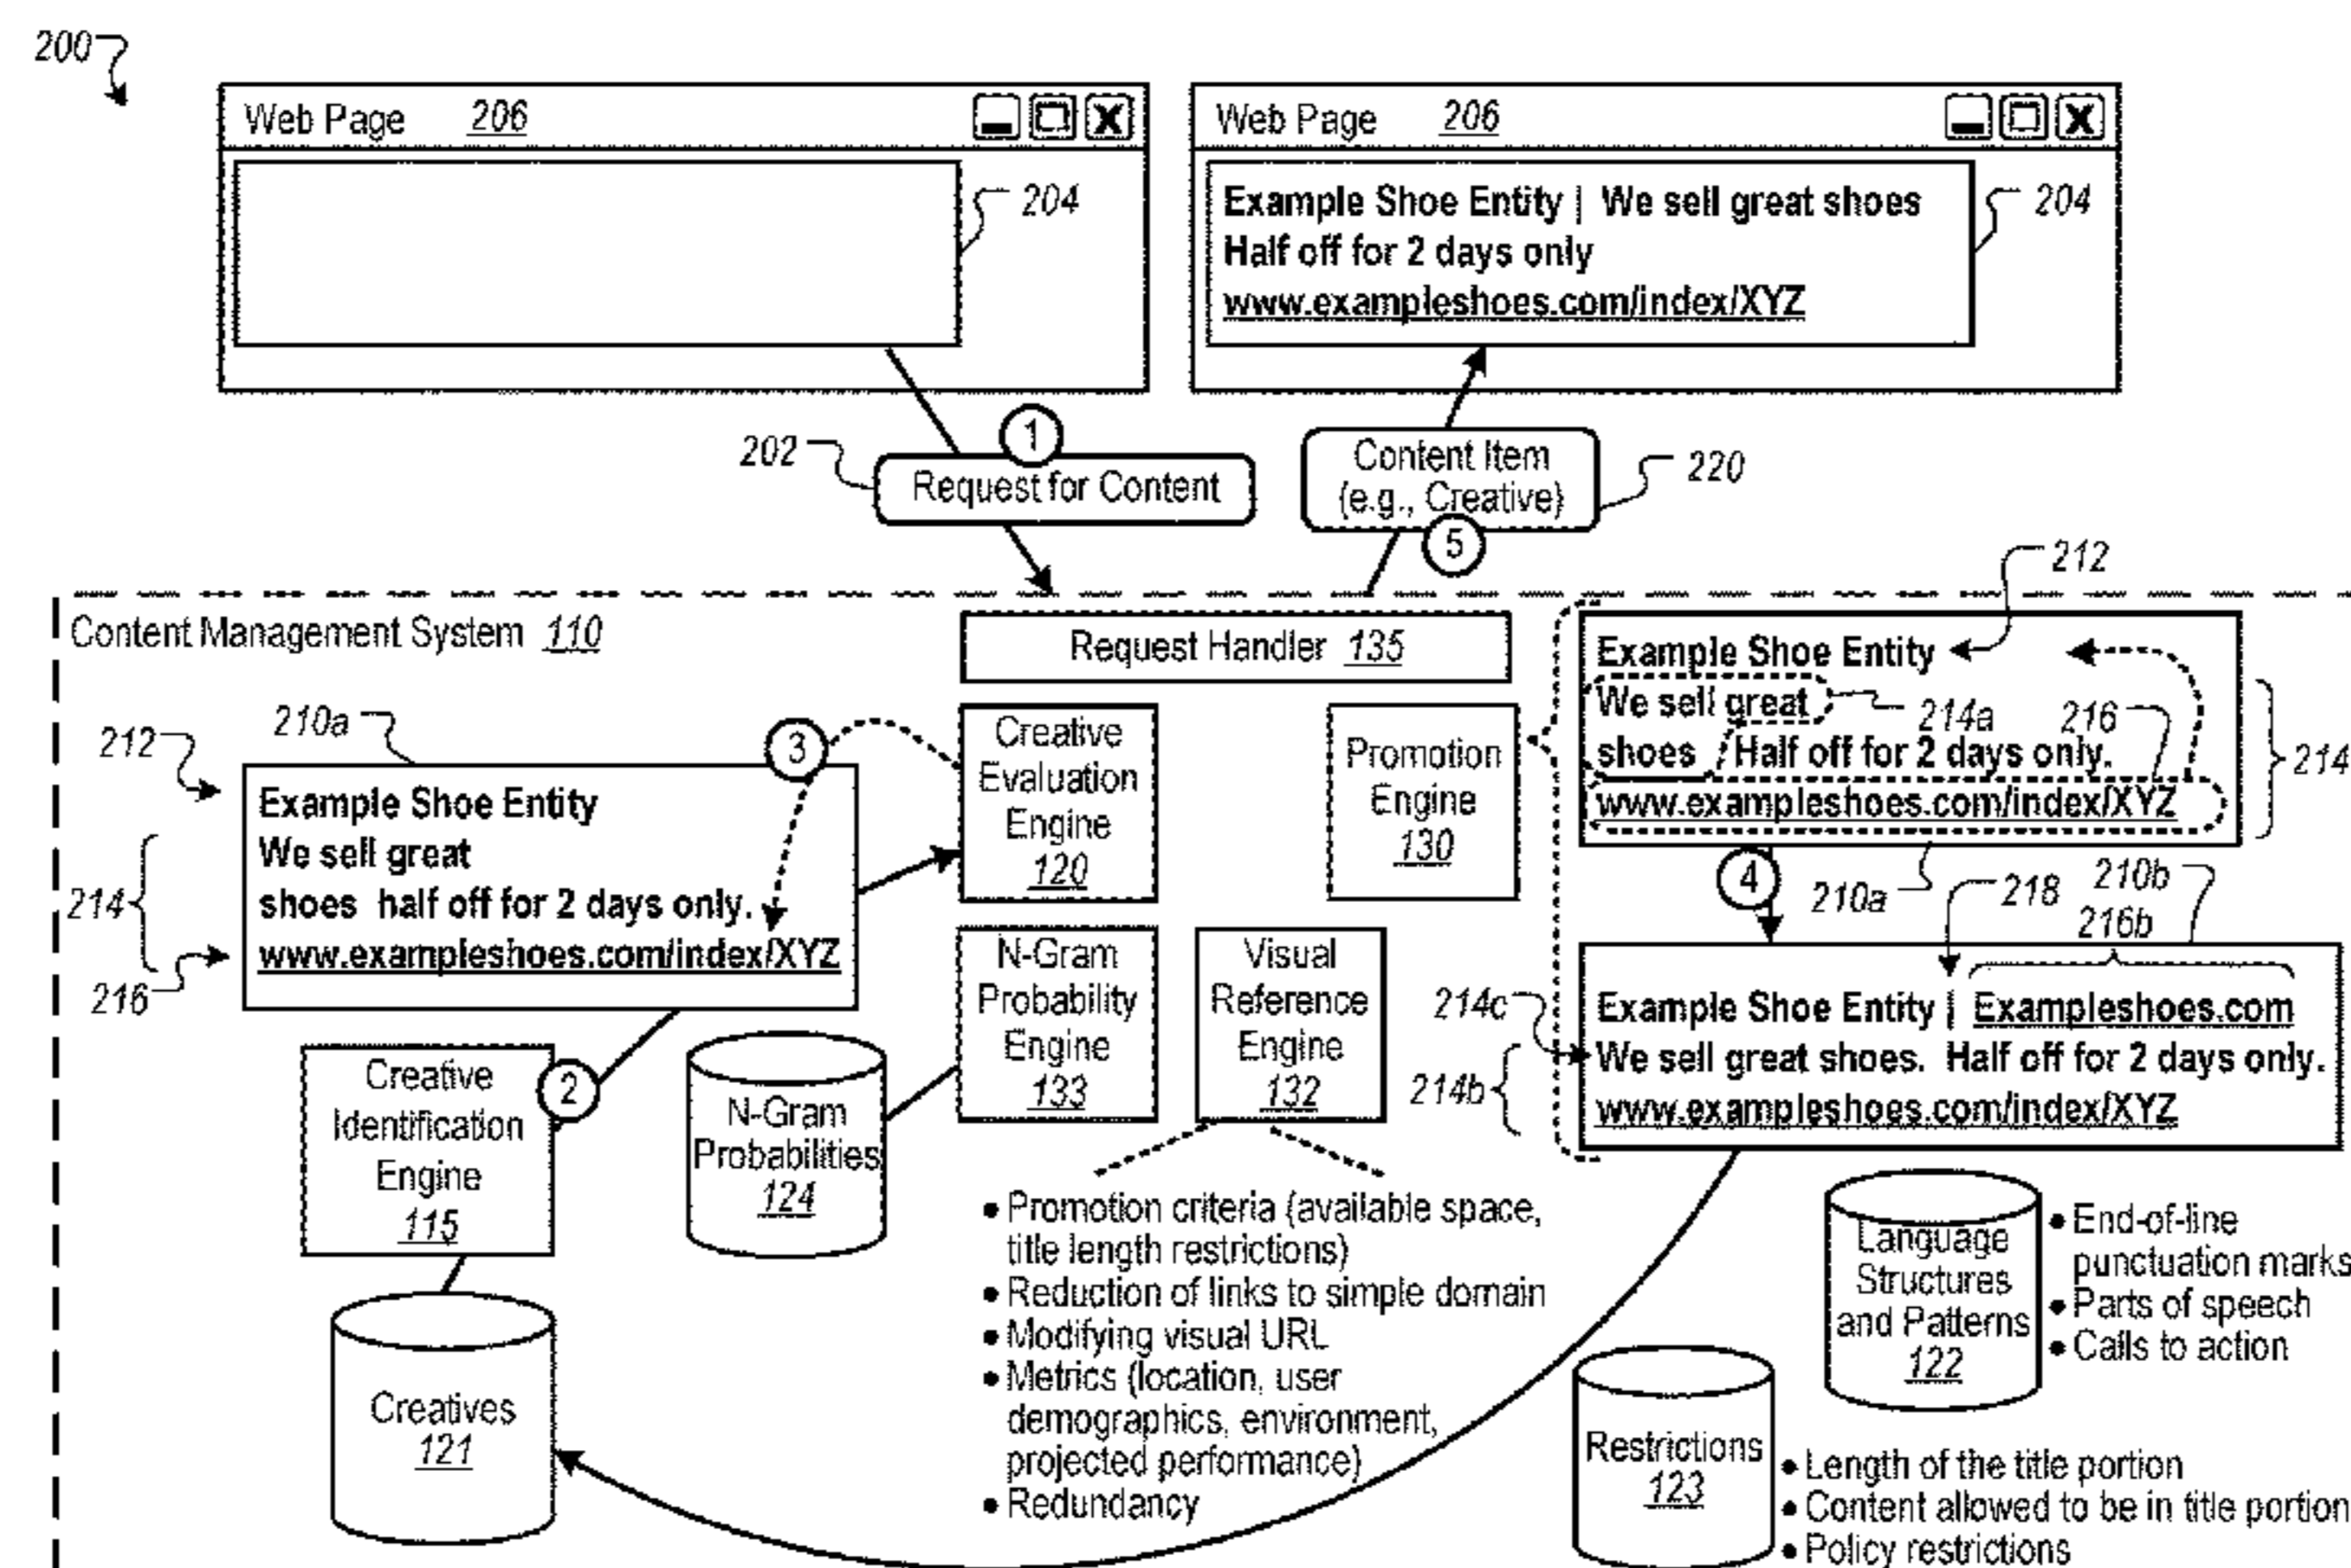 200
Web Page 206
204
Web Page 206
Example Shoe Entity | We sell great shoes
Half off for 2 days only
www.exampleshoes.com/index/XYZ
204
202
1
Request for Content
Content Item
(e.g., Creative)
5
220
Content Management System 110
Request Handler 135
212
210a
214
216
Example Shoe Entity
We sell great
shoes half off for 2 days only.
www.exampleshoes.com/index/XYZ
3
Creative
Evaluation
Engine
120
Promotion
Engine
130
212
Example Shoe Entity
We sell great
214a
216
shoes Half off for 2 days only.
www.exampleshoes.com/index/XYZ
214
4
210a
218
210b
216b
214c
214b
Example Shoe Entity | Exampleshoes.com
We sell great shoes. Half off for 2 days only.
www.exampleshoes.com/index/XYZ
N-Gram
Probability
Engine
133
Visual
Reference
Engine
132
2
Creative
Identification
Engine
115
N-Gram
Probabilities
124
Creatives
121
• Promotion criteria (available space,
title length restrictions)
• Reduction of links to simple domain
• Modifying visual URL
• Metrics (location, user
demographics, environment,
projected performance)
• Redundancy
Language
Structures
and Patterns
122
• End-of-line
punctuation marks
• Parts of speech
• Calls to action
Restrictions
123
• Length of the title portion
• Content allowed to be in title portion
• Policy restrictions